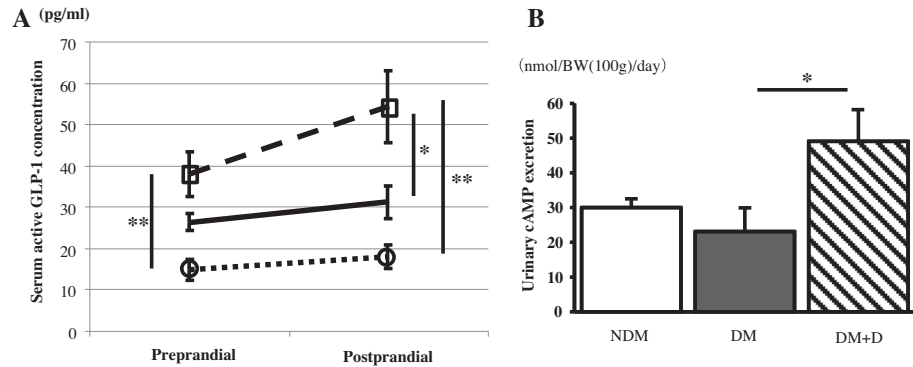 A (pg/ml)
70
60
50
40
30
20
10
0
Serum active GLP-1 concentration
**
*
**
Preprandial Postprandial
B
(nmol/BW(100g)/day)
*
60
50
40
30
20
10
0
Urinary cAMP excretion
NDM DM DM+D